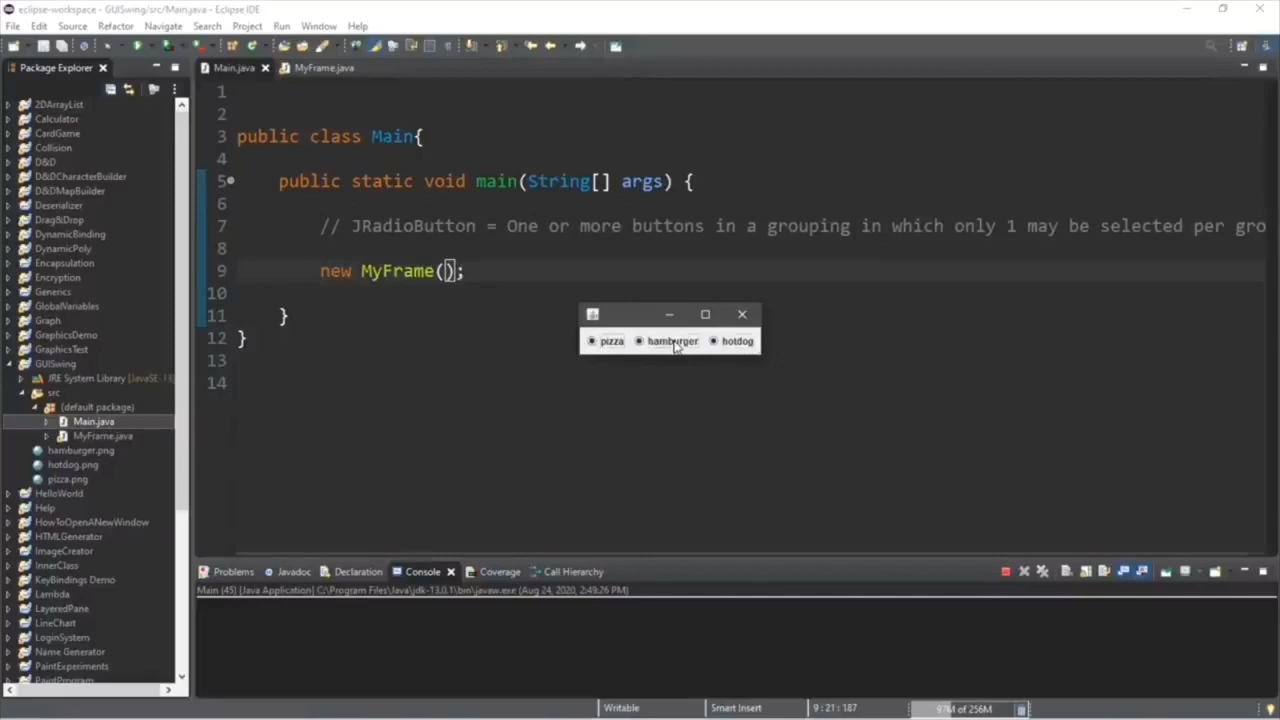 eclipse-workspace - GUISwing/src/Main.java - Eclipse IDE
File Edit Source Refactor Navigate Search Project Run Window Help
Package Explorer
Main.java MyFrame.java
2DArrayList
Calculator
CardGame
Collision
D&D
D&DCharacterBuilder
D&DMapBuilder
Deserializer
Drag&Drop
DynamicBinding
DynamicPoly
Encapsulation
Encryption
Generics
GlobalVariables
Graph
GraphicsDemo
GraphicsTest
GUISwing
JRE System Library [JavaSE-13]
src
(default package)
Main.java
MyFrame.java
hamburger.png
hotdog.png
pizza.png
HelloWorld
Help
HowToOpenANewWindow
HTMLGenerator
ImageCreator
InnerClass
KeyBindings Demo
Lambda
LayeredPane
LineChart
LoginSystem
Name Generator
PaintExperiments
PaintProgram
1
2
3 public class Main{
4
5 public static void main(String[] args) {
6
7 // JRadioButton = One or more buttons in a grouping in which only 1 may be selected per gro
8
9 new MyFrame();
10
11 }
12 }
13
14
pizza hamburger hotdog
Problems Javadoc Declaration Console Coverage Call Hierarchy
Main (45) [Java Application] C:\Program Files\Java\jdk-13.0.1\bin\javaw.exe (Aug 24, 2020, 2:49:26 PM)
Writable Smart Insert 9 : 21 : 187 97M of 256M